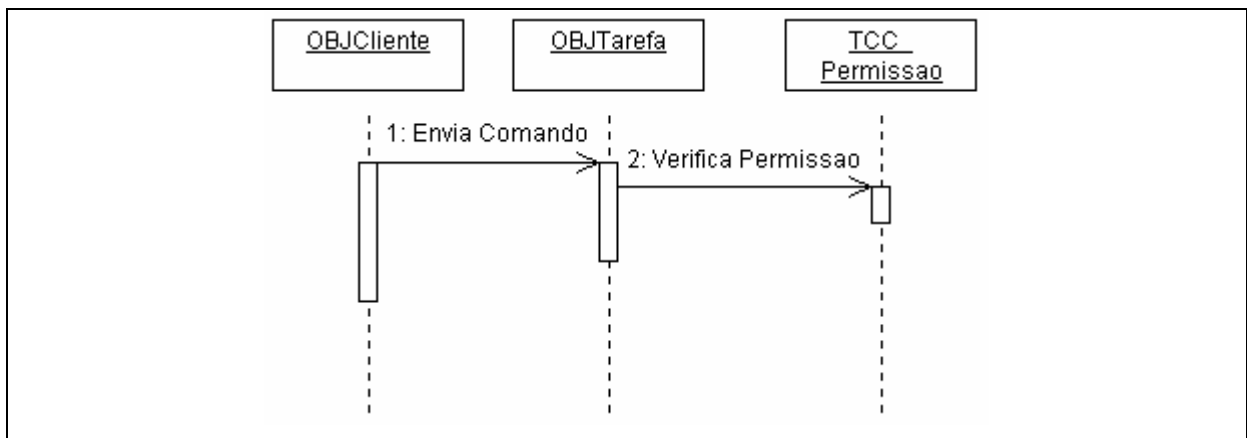 OBJCliente
OBJTarefa
TCC
Permissao
1: Envia Comando
2: Verifica Permissao